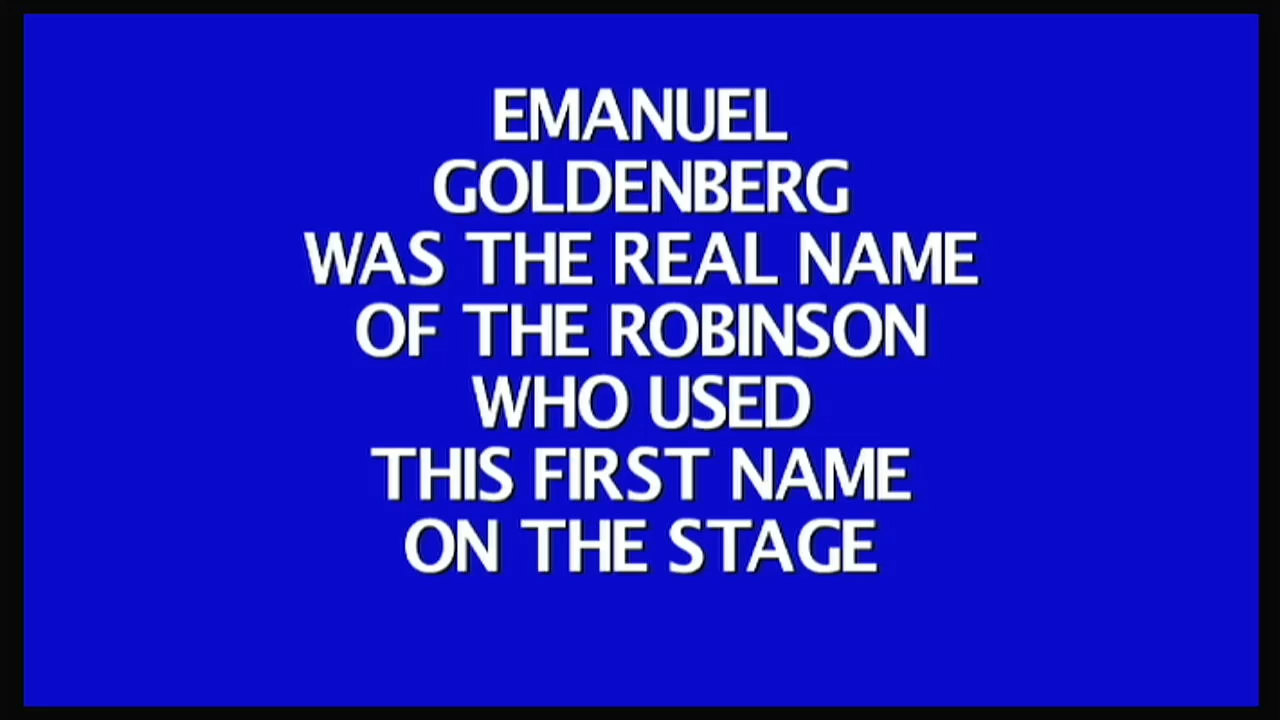 EMANUEL
GOLDENBERG
WAS THE REAL NAME
OF THE ROBINSON
WHO USED
THIS FIRST NAME
ON THE STAGE